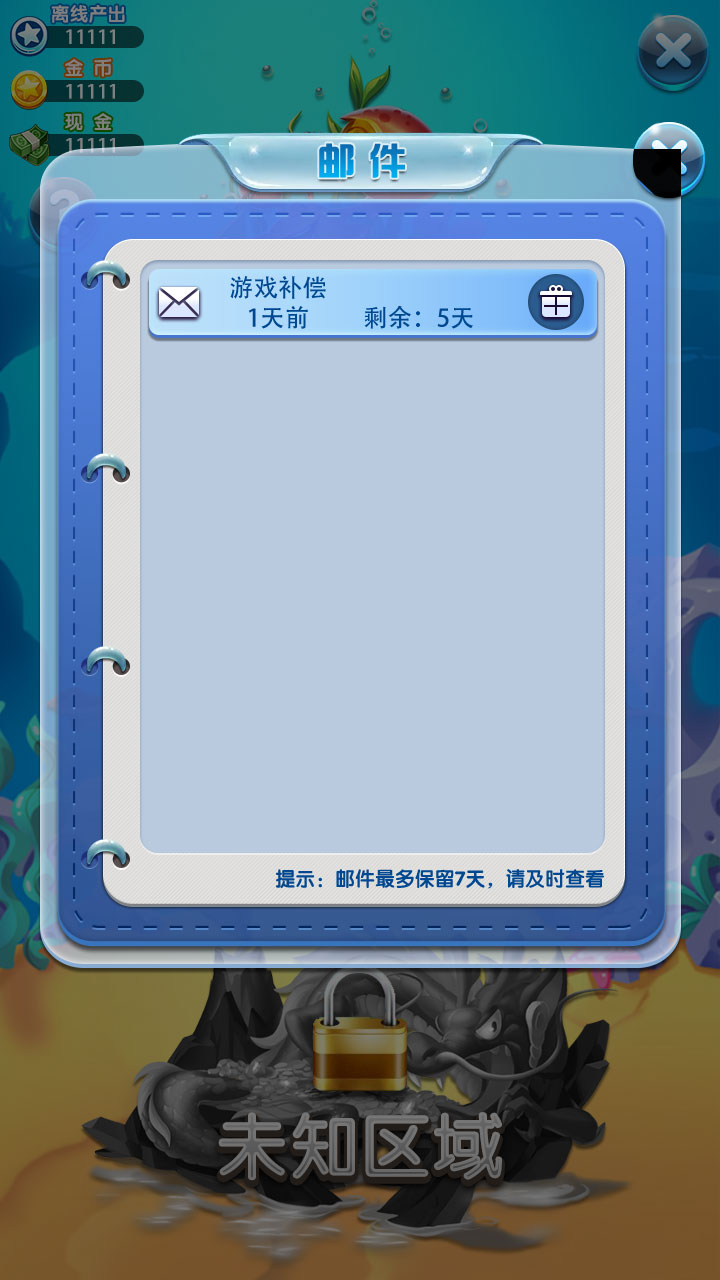 离线产出
11111
金币
11111
现金
11111
邮件
游戏补偿
1天前 剩余：5天
提示：邮件最多保留7天，请及时查看
未知区域